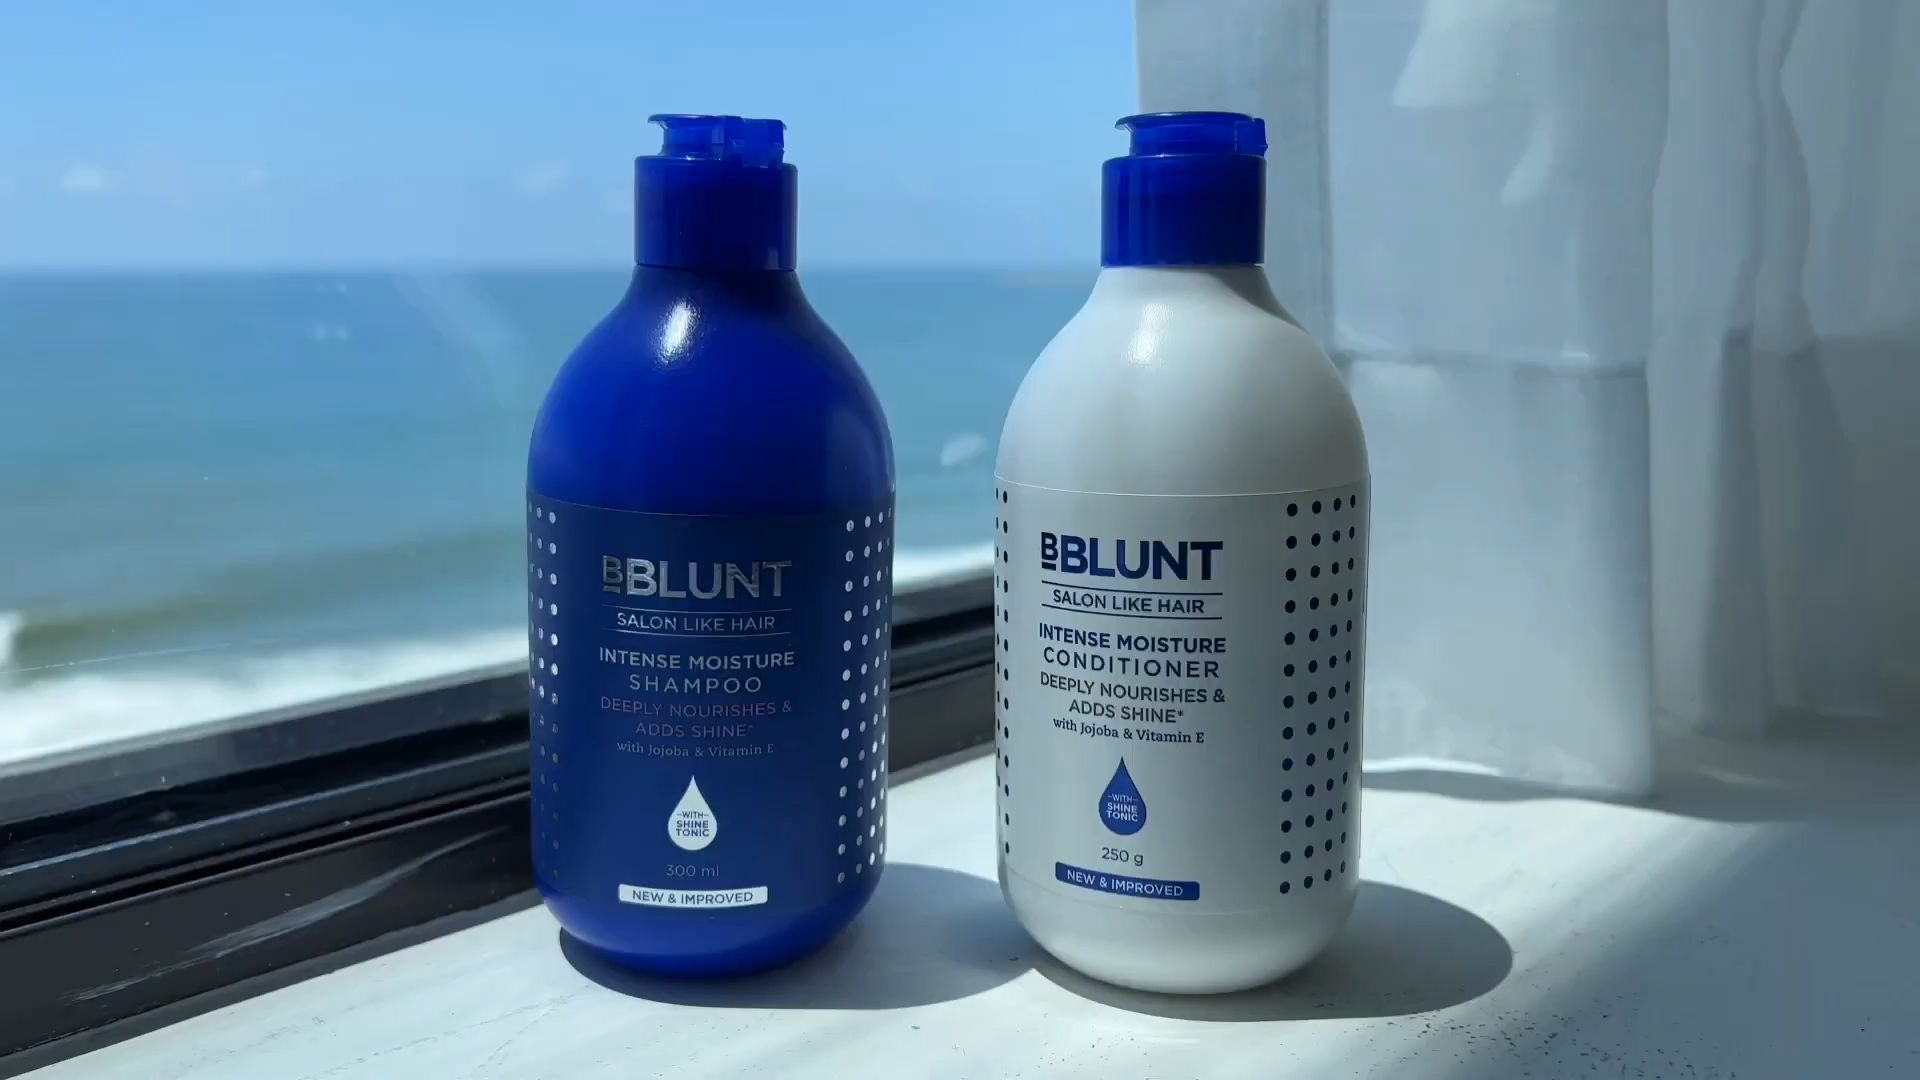 BBLUNT
SALON LIKE HAIR
INTENSE MOISTURE
SHAMPOO
DEEPLY NOURISHES &
ADDS SHINE*
with Jojoba & Vitamin E
-WITH-
SHINE
TONIC
300 ml
NEW & IMPROVED
BBLUNT
SALON LIKE HAIR
INTENSE MOISTURE
CONDITIONER
DEEPLY NOURISHES &
ADDS SHINE*
with Jojoba & Vitamin E
-WITH-
SHINE
TONIC
250 g
NEW & IMPROVED